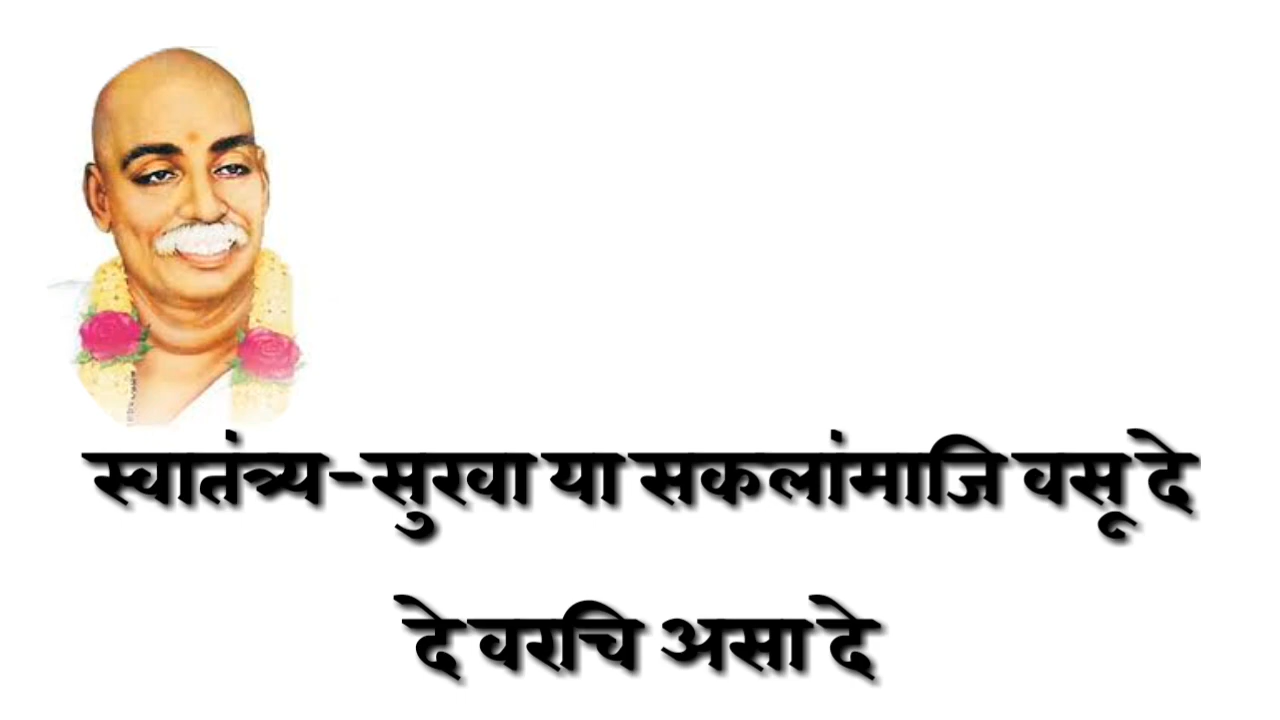 स्वातंत्र्य-सुखा या सकलांमाजि वसू दे
दे वरचि असा दे